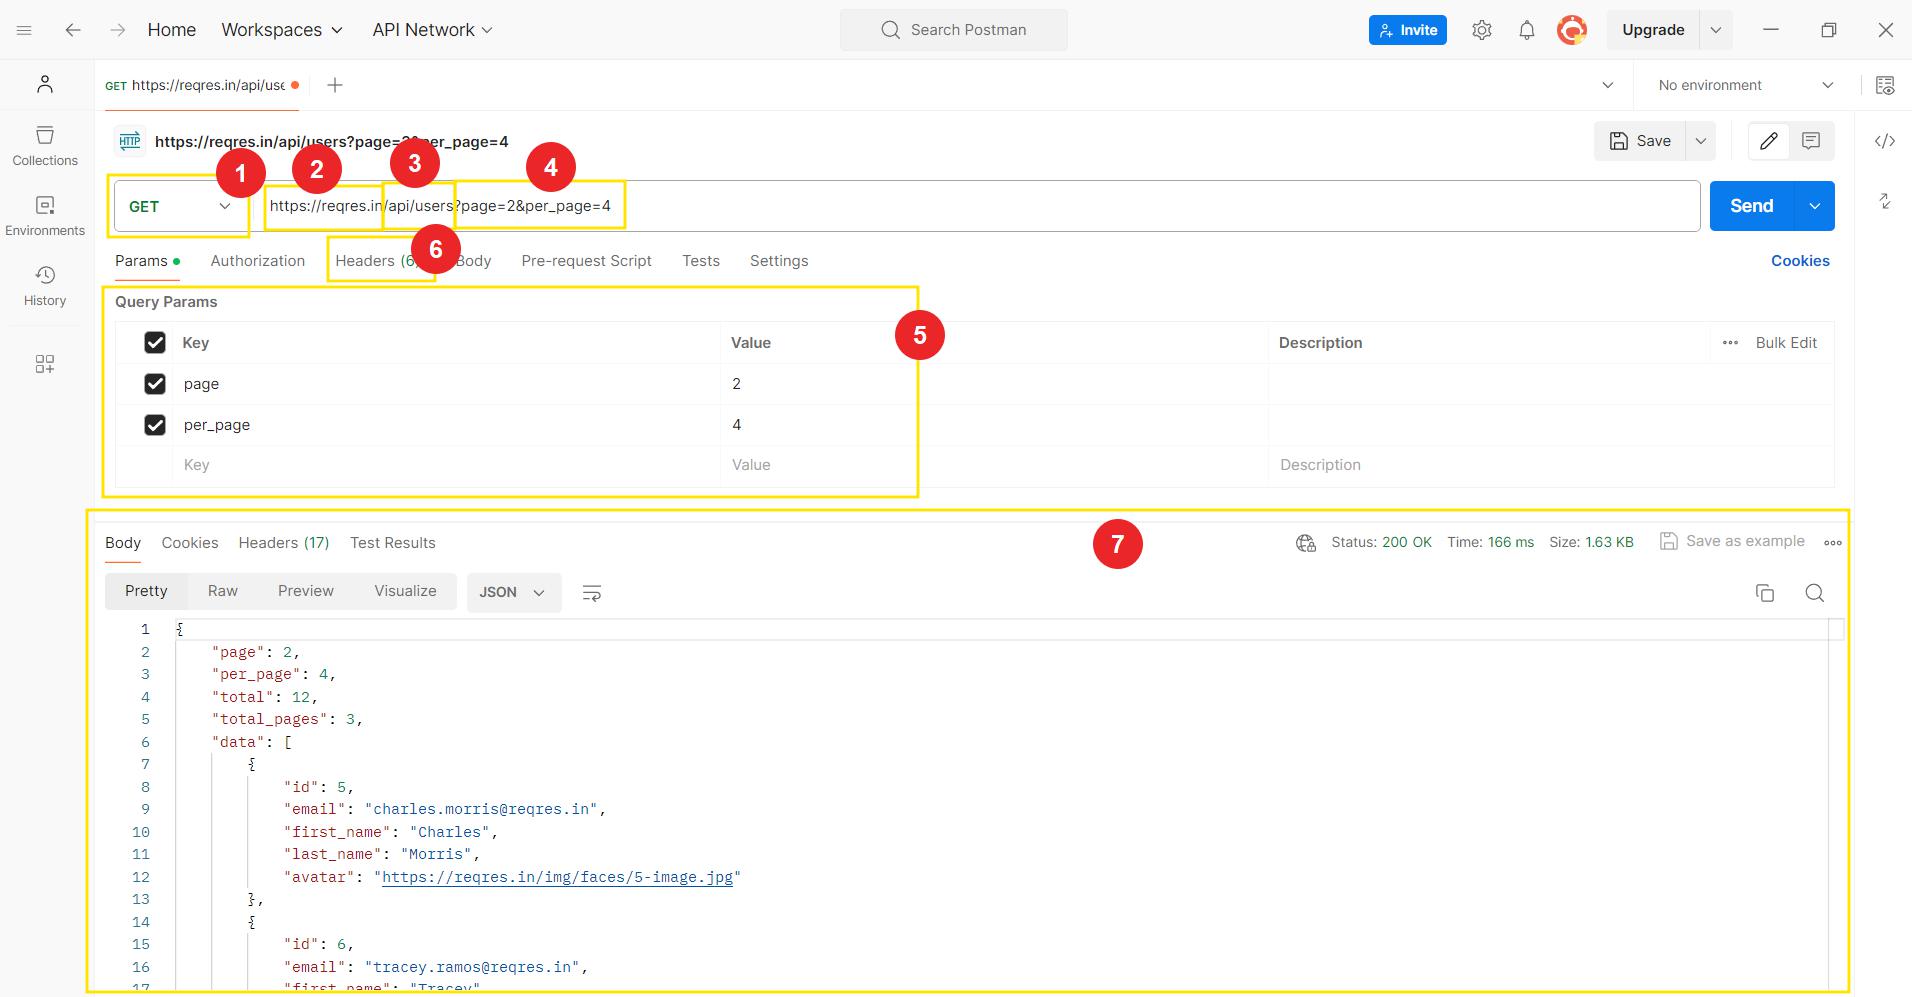 Home Workspaces API Network Search Postman Invite Upgrade
GET https://reqres.in/api/use No environment
HTTP https://reqres.in/api/users?page=2&per_page=4 Save
Collections
1 2 3 4
GET https://reqres.in/api/users?page=2&per_page=4 Send
Environments
6
Params Authorization Headers (6) Body Pre-request Script Tests Settings Cookies
History
Query Params
5
Key Value Description Bulk Edit
page 2
per_page 4
Key Value Description
7
Body Cookies Headers (17) Test Results Status: 200 OK Time: 166 ms Size: 1.63 KB Save as example
Pretty Raw Preview Visualize JSON
1 {
2 "page": 2,
3 "per_page": 4,
4 "total": 12,
5 "total_pages": 3,
6 "data": [
7 {
8 "id": 5,
9 "email": "charles.morris@reqres.in",
10 "first_name": "Charles",
11 "last_name": "Morris",
12 "avatar": "https://reqres.in/img/faces/5-image.jpg"
13 },
14 {
15 "id": 6,
16 "email": "tracey.ramos@reqres.in",
17 "first_name": "Tracey"